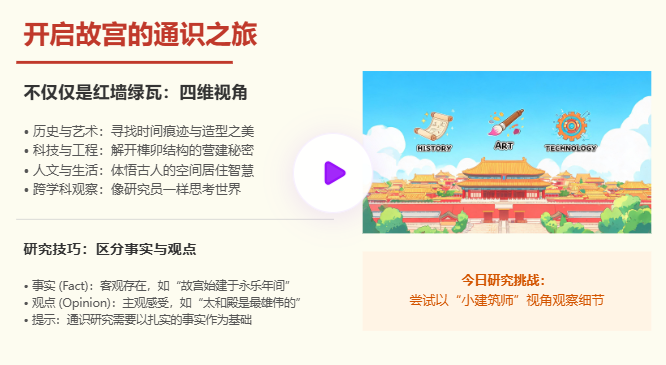 开启故宫的通识之旅
不仅仅是红墙绿瓦：四维视角
• 历史与艺术：寻找时间痕迹与造型之美
• 科技与工程：解开榫卯结构的营建秘密
• 人文与生活：体悟古人的空间居住智慧
• 跨学科观察：像研究员一样思考世界
HISTORY
ART
TECHNOLOGY
研究技巧：区分事实与观点
• 事实 (Fact)：客观存在，如“故宫始建于永乐年间”
• 观点 (Opinion)：主观感受，如“太和殿是最雄伟的”
• 提示：通识研究需要以扎实的事实作为基础
今日研究挑战：
尝试以“小建筑师”视角观察细节